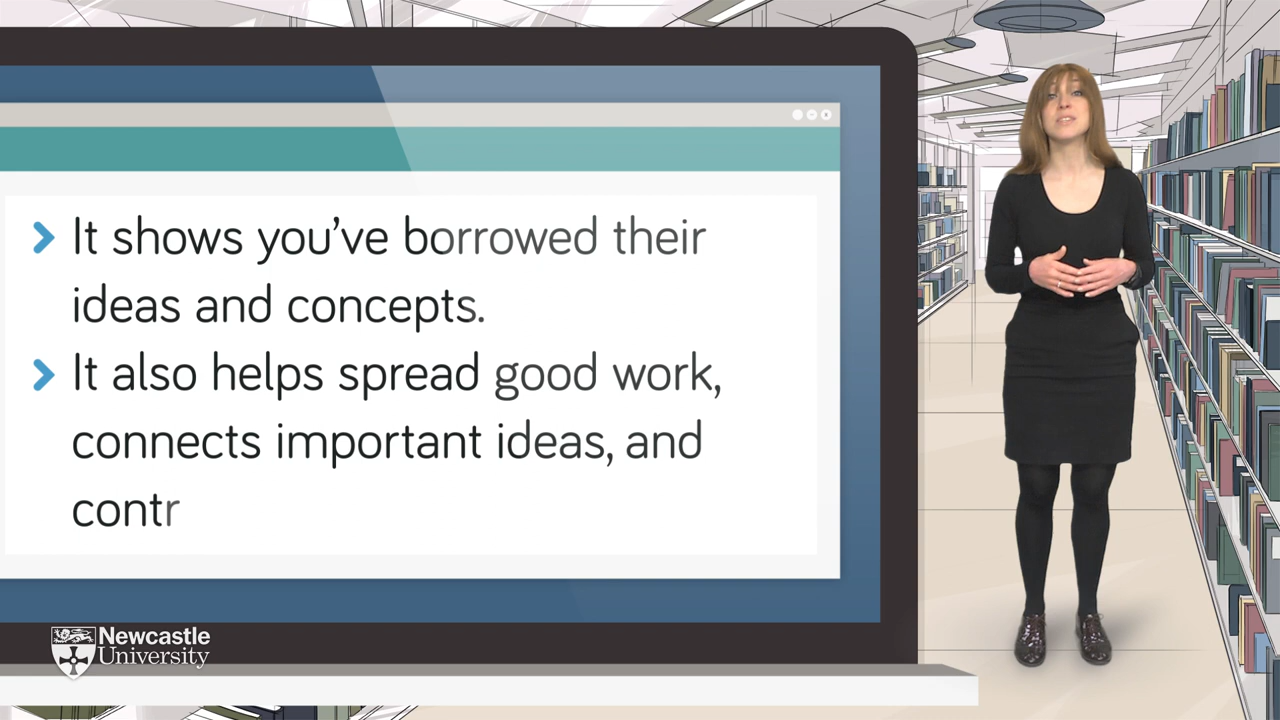 It shows you’ve borrowed their
ideas and concepts.
It also helps spread good work,
connects important ideas, and
contr
Newcastle
University